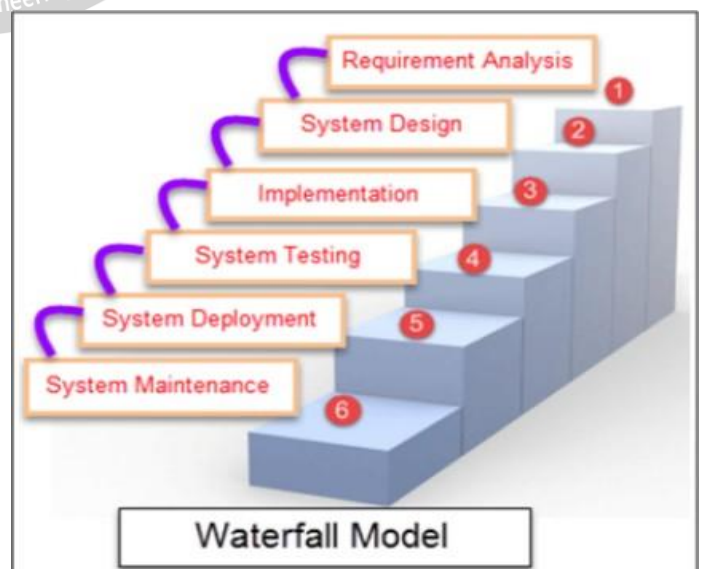 Requirement Analysis
1
System Design
2
Implementation
3
System Testing
4
System Deployment
5
System Maintenance
6
Waterfall Model